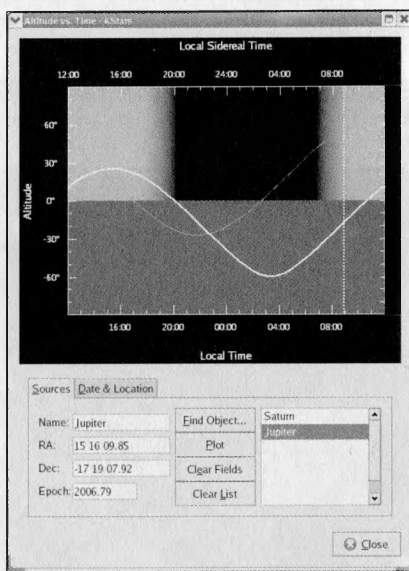 Altitude vs. Time - KStars
Local Sidereal Time
12:00 16:00 20:00 24:00 04:00 08:00
Altitude
60°
30°
0°
-30°
-60°
16:00 20:00 00:00 04:00 08:00
Local Time
Sources Date & Location
Name: Jupiter
RA: 15 16 09.85
Dec: -17 19 07.92
Epoch: 2006.79
Find Object...
Plot
Clear Fields
Clear List
Saturn
Jupiter
Close